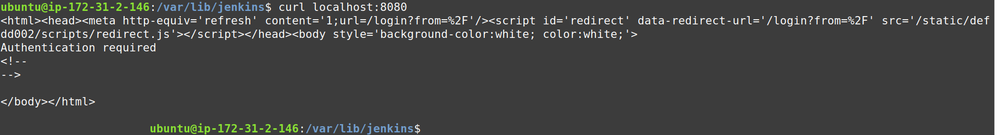 ubuntu@ip-172-31-2-146:/var/lib/jenkins$ curl localhost:8080
<html><head><meta http-equiv='refresh' content='1;url=/login?from=%2F'/><script id='redirect' data-redirect-url='/login?from=%2F' src='/static/def
dd002/scripts/redirect.js'></script></head><body style='background-color:white; color:white;'>
Authentication required
<!--
-->
</body></html>
ubuntu@ip-172-31-2-146:/var/lib/jenkins$